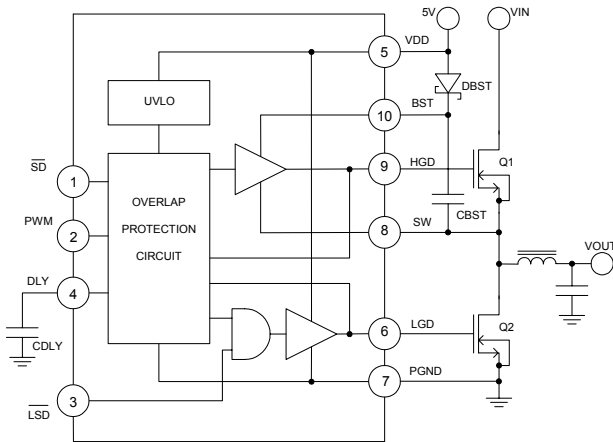 5V
VIN
5
VDD
DBST
UVLO
BST
10
SD
1
9
HGD
Q1
OVERLAP
PROTECTION
CIRCUIT
PWM
2
CBST
8
SW
VOUT
DLY
4
CDLY
6
LGD
Q2
7
PGND
3
LSD